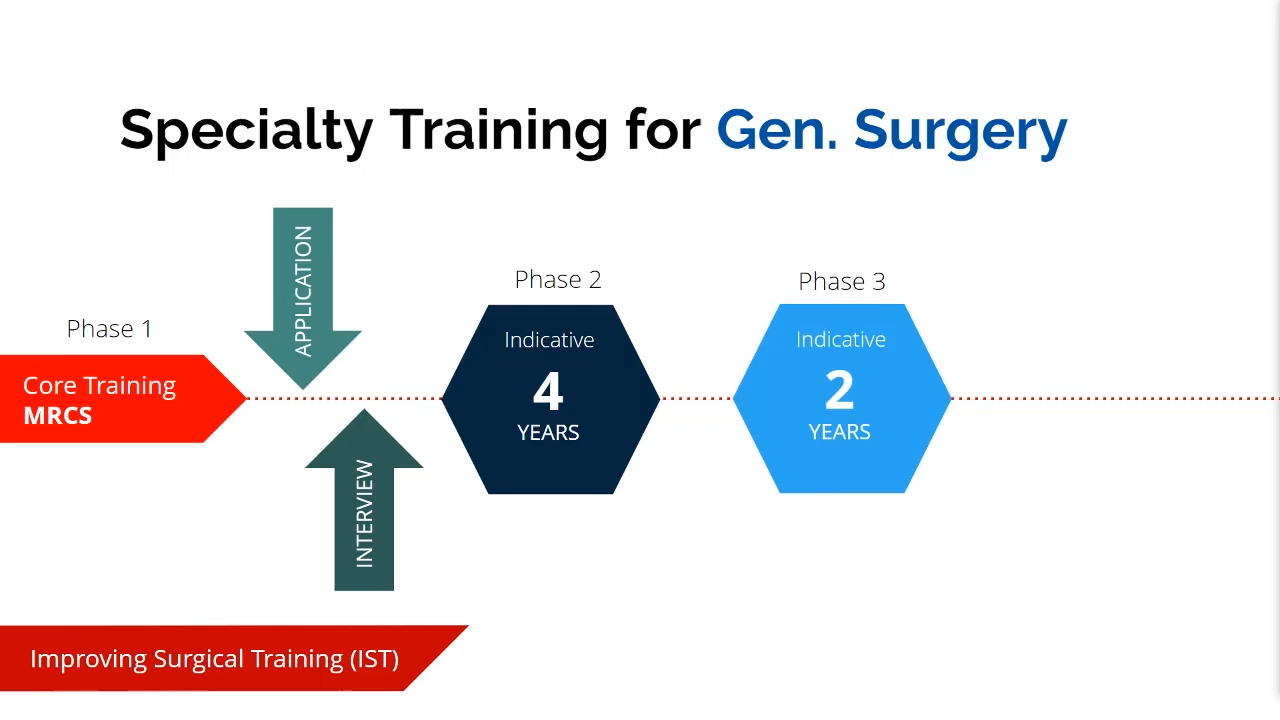 Specialty Training for Gen. Surgery
APPLICATION
Phase 1
Core Training
MRCS
INTERVIEW
Phase 2
Indicative
4
YEARS
Phase 3
Indicative
2
YEARS
Improving Surgical Training (IST)